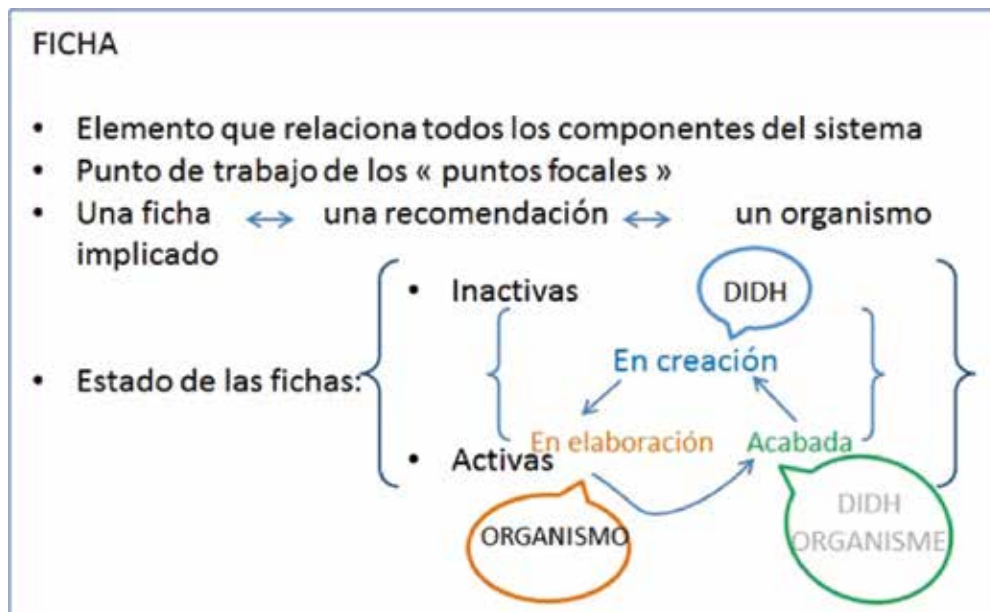 FICHA
• Elemento que relaciona todos los componentes del sistema
• Punto de trabajo de los « puntos focales »
• Una ficha ↔ una recomendación ↔ un organismo
implicado
• Inactivas
DIDH
En creación
• Estado de las fichas:
En elaboración
Acabada
• Activas
ORGANISMO
DIDH
ORGANISME